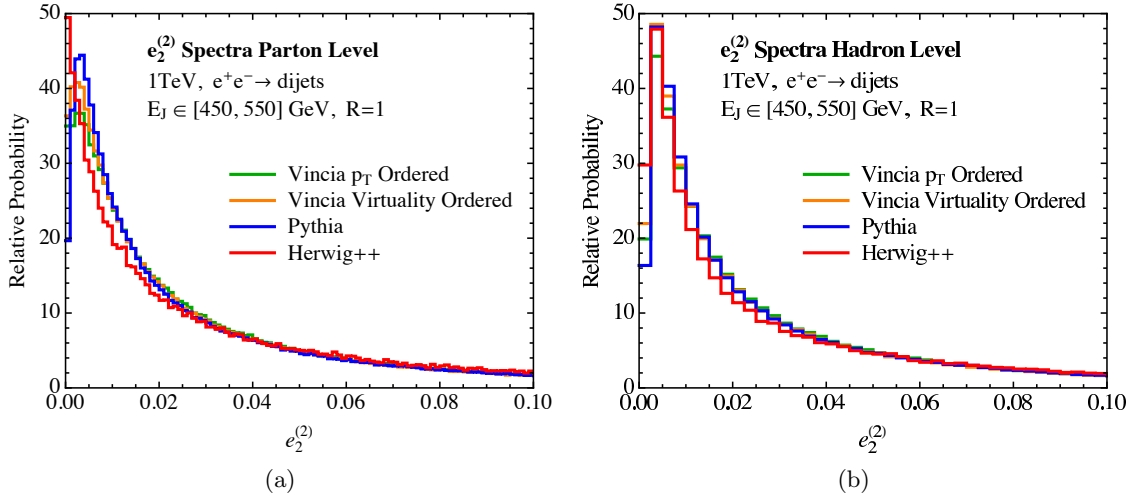 e₂⁽²⁾ Spectra Parton Level
1TeV, e⁺e⁻→ dijets
E_J ∈ [450, 550] GeV, R=1
Vincia p_T Ordered
Vincia Virtuality Ordered
Pythia
Herwig++
Relative Probability
50
40
30
20
10
0
0.00 0.02 0.04 0.06 0.08 0.10
e₂⁽²⁾
(a)
e₂⁽²⁾ Spectra Hadron Level
1TeV, e⁺e⁻→ dijets
E_J ∈ [450, 550] GeV, R=1
Vincia p_T Ordered
Vincia Virtuality Ordered
Pythia
Herwig++
Relative Probability
50
40
30
20
10
0
0.00 0.02 0.04 0.06 0.08 0.10
e₂⁽²⁾
(b)